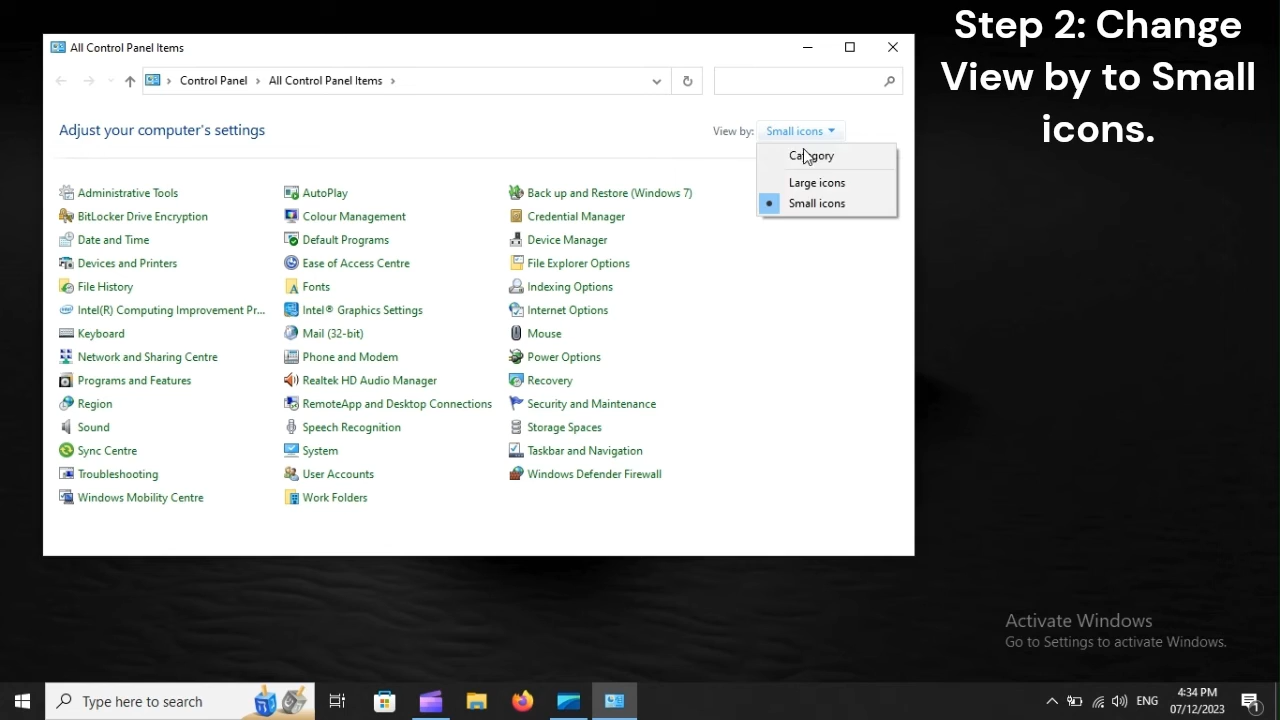 Step 2: Change
View by to Small
icons.
All Control Panel Items
Control Panel
All Control Panel Items
Adjust your computer's settings
View by:
Small icons
Category
Large icons
Small icons
Administrative Tools
AutoPlay
Back up and Restore (Windows 7)
BitLocker Drive Encryption
Colour Management
Credential Manager
Date and Time
Default Programs
Device Manager
Devices and Printers
Ease of Access Centre
File Explorer Options
File History
Fonts
Indexing Options
Intel(R) Computing Improvement Pr...
Intel® Graphics Settings
Internet Options
Keyboard
Mail (32-bit)
Mouse
Network and Sharing Centre
Phone and Modem
Power Options
Programs and Features
Realtek HD Audio Manager
Recovery
Region
RemoteApp and Desktop Connections
Security and Maintenance
Sound
Speech Recognition
Storage Spaces
Sync Centre
System
Taskbar and Navigation
Troubleshooting
User Accounts
Windows Defender Firewall
Windows Mobility Centre
Work Folders
Activate Windows
Go to Settings to activate Windows.
Type here to search
ENG
4:34 PM
07/12/2023
1